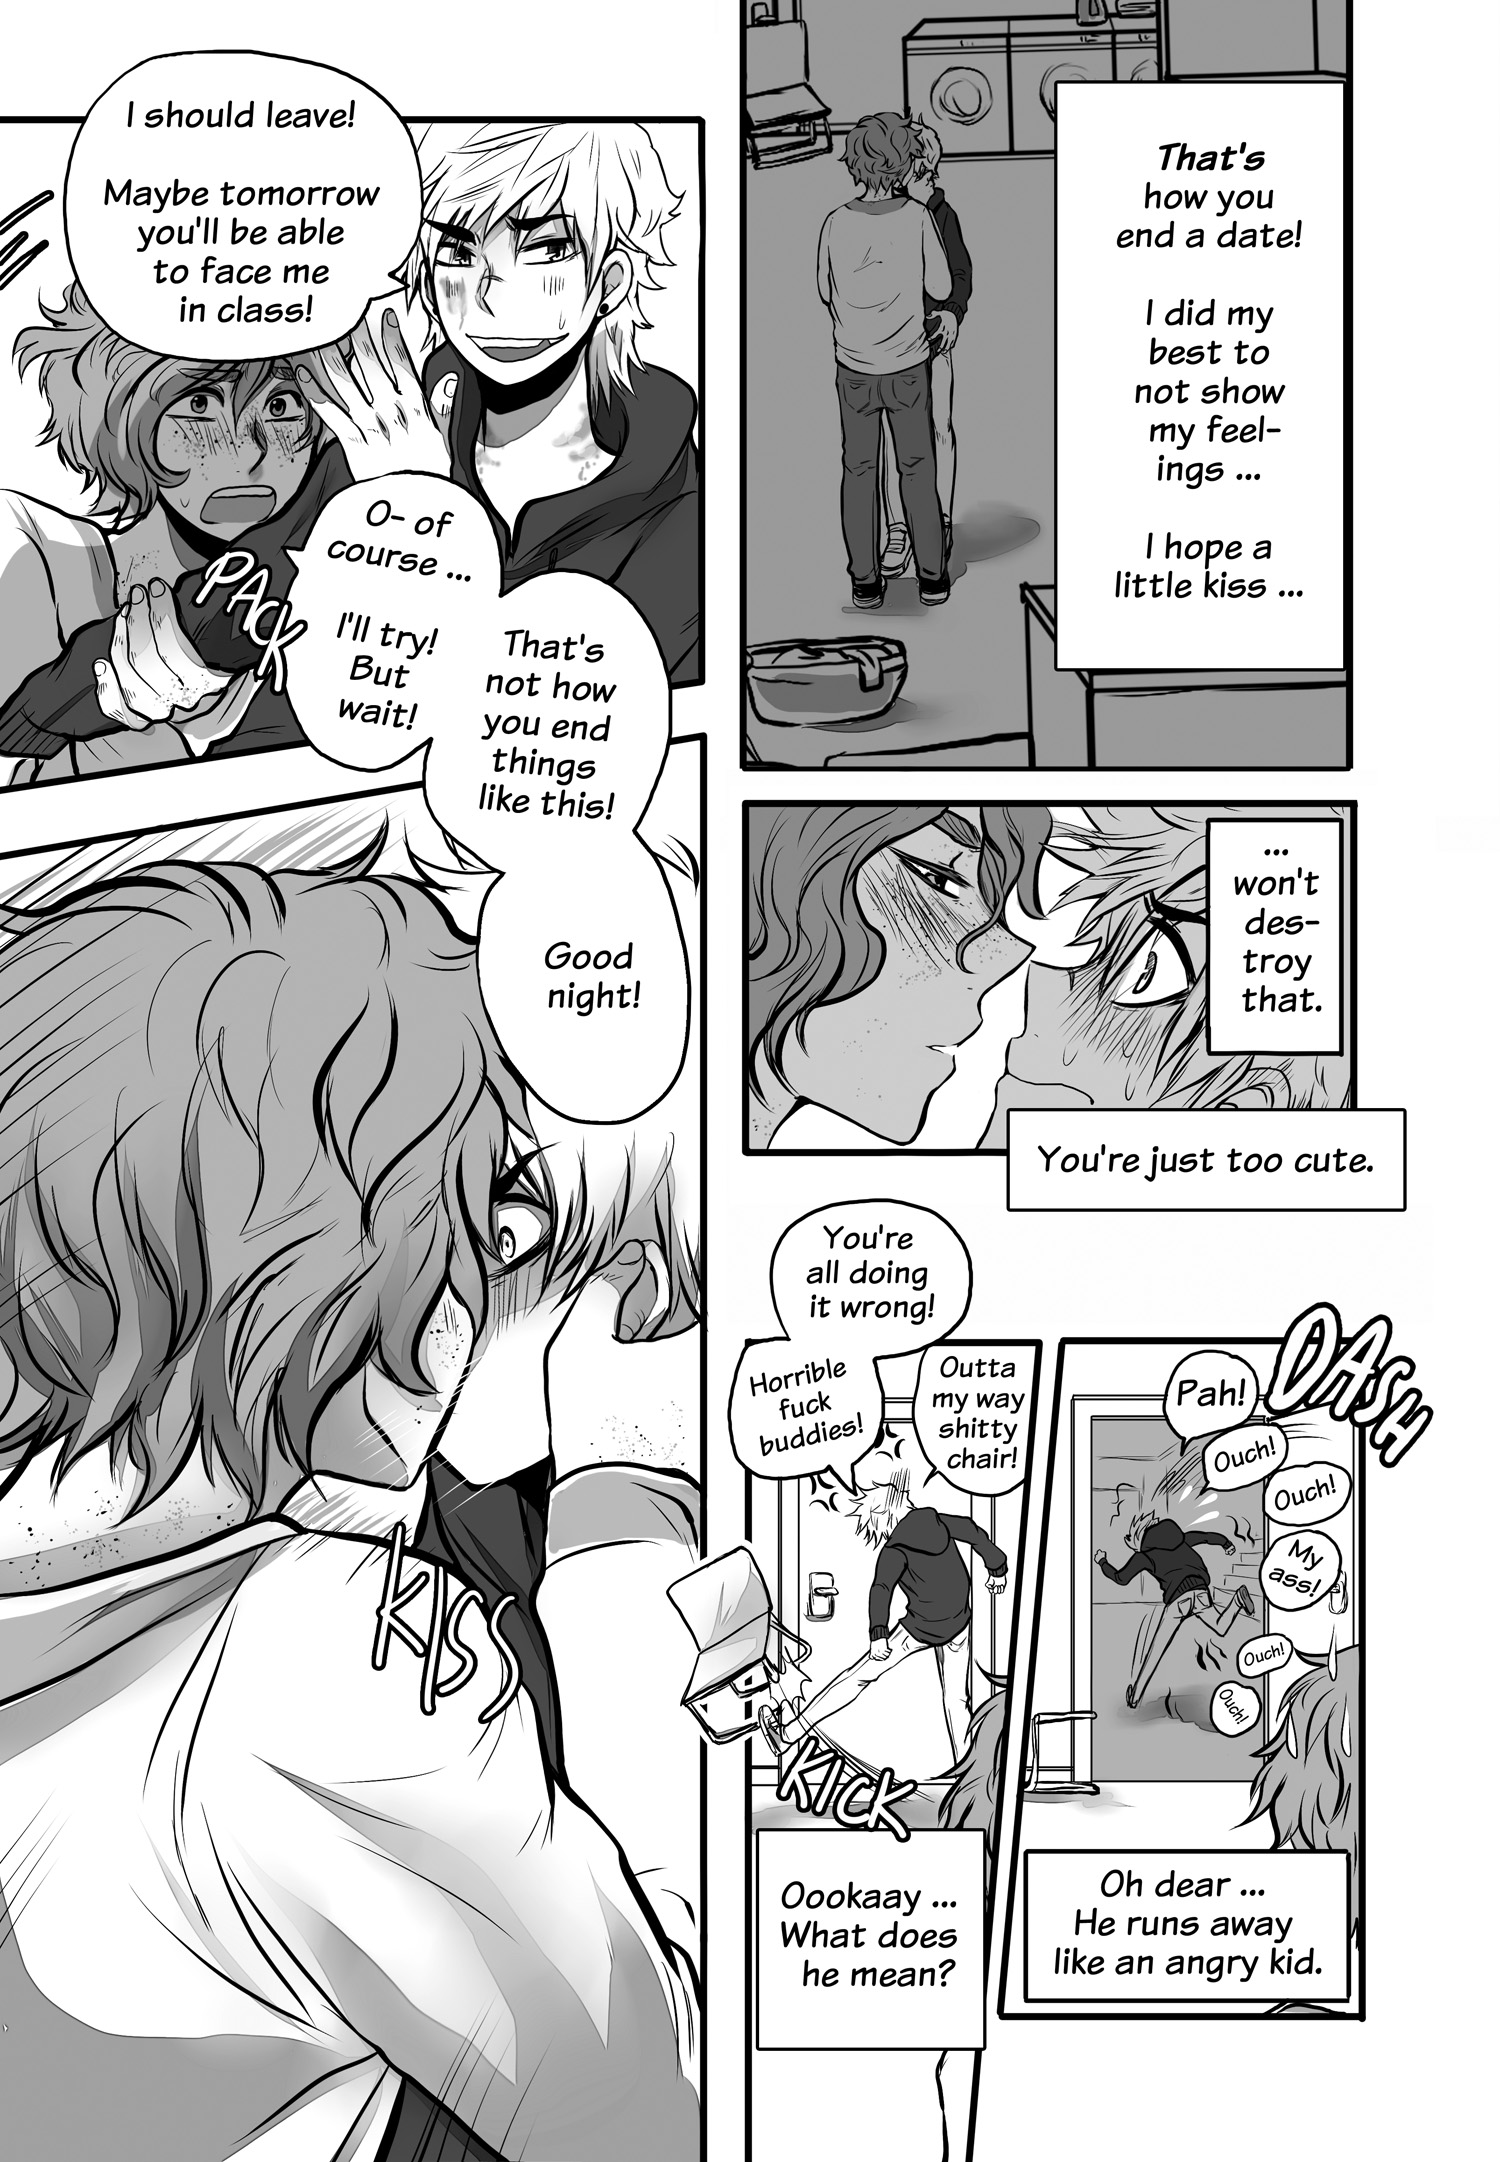 I should leave!
Maybe tomorrow
you'll be able
to face me
in class!
PACK
O- of
course ...
I'll try!
But
wait!
That's
not how
you end
things
like this!
Good
night!
KISS
That's
how you
end a date!
I did my
best to
not show
my feel-
ings ...
I hope a
little kiss ...
...
won't
des-
troy
that.
You're just too cute.
You're
all doing
it wrong!
Horrible
fuck
buddies!
Outta
my way
shitty
chair!
KICK
Oookaay ...
What does
he mean?
DASH
Pah!
Ouch!
Ouch!
My
ass!
Ouch!
Ouch!
Oh dear ...
He runs away
like an angry kid.